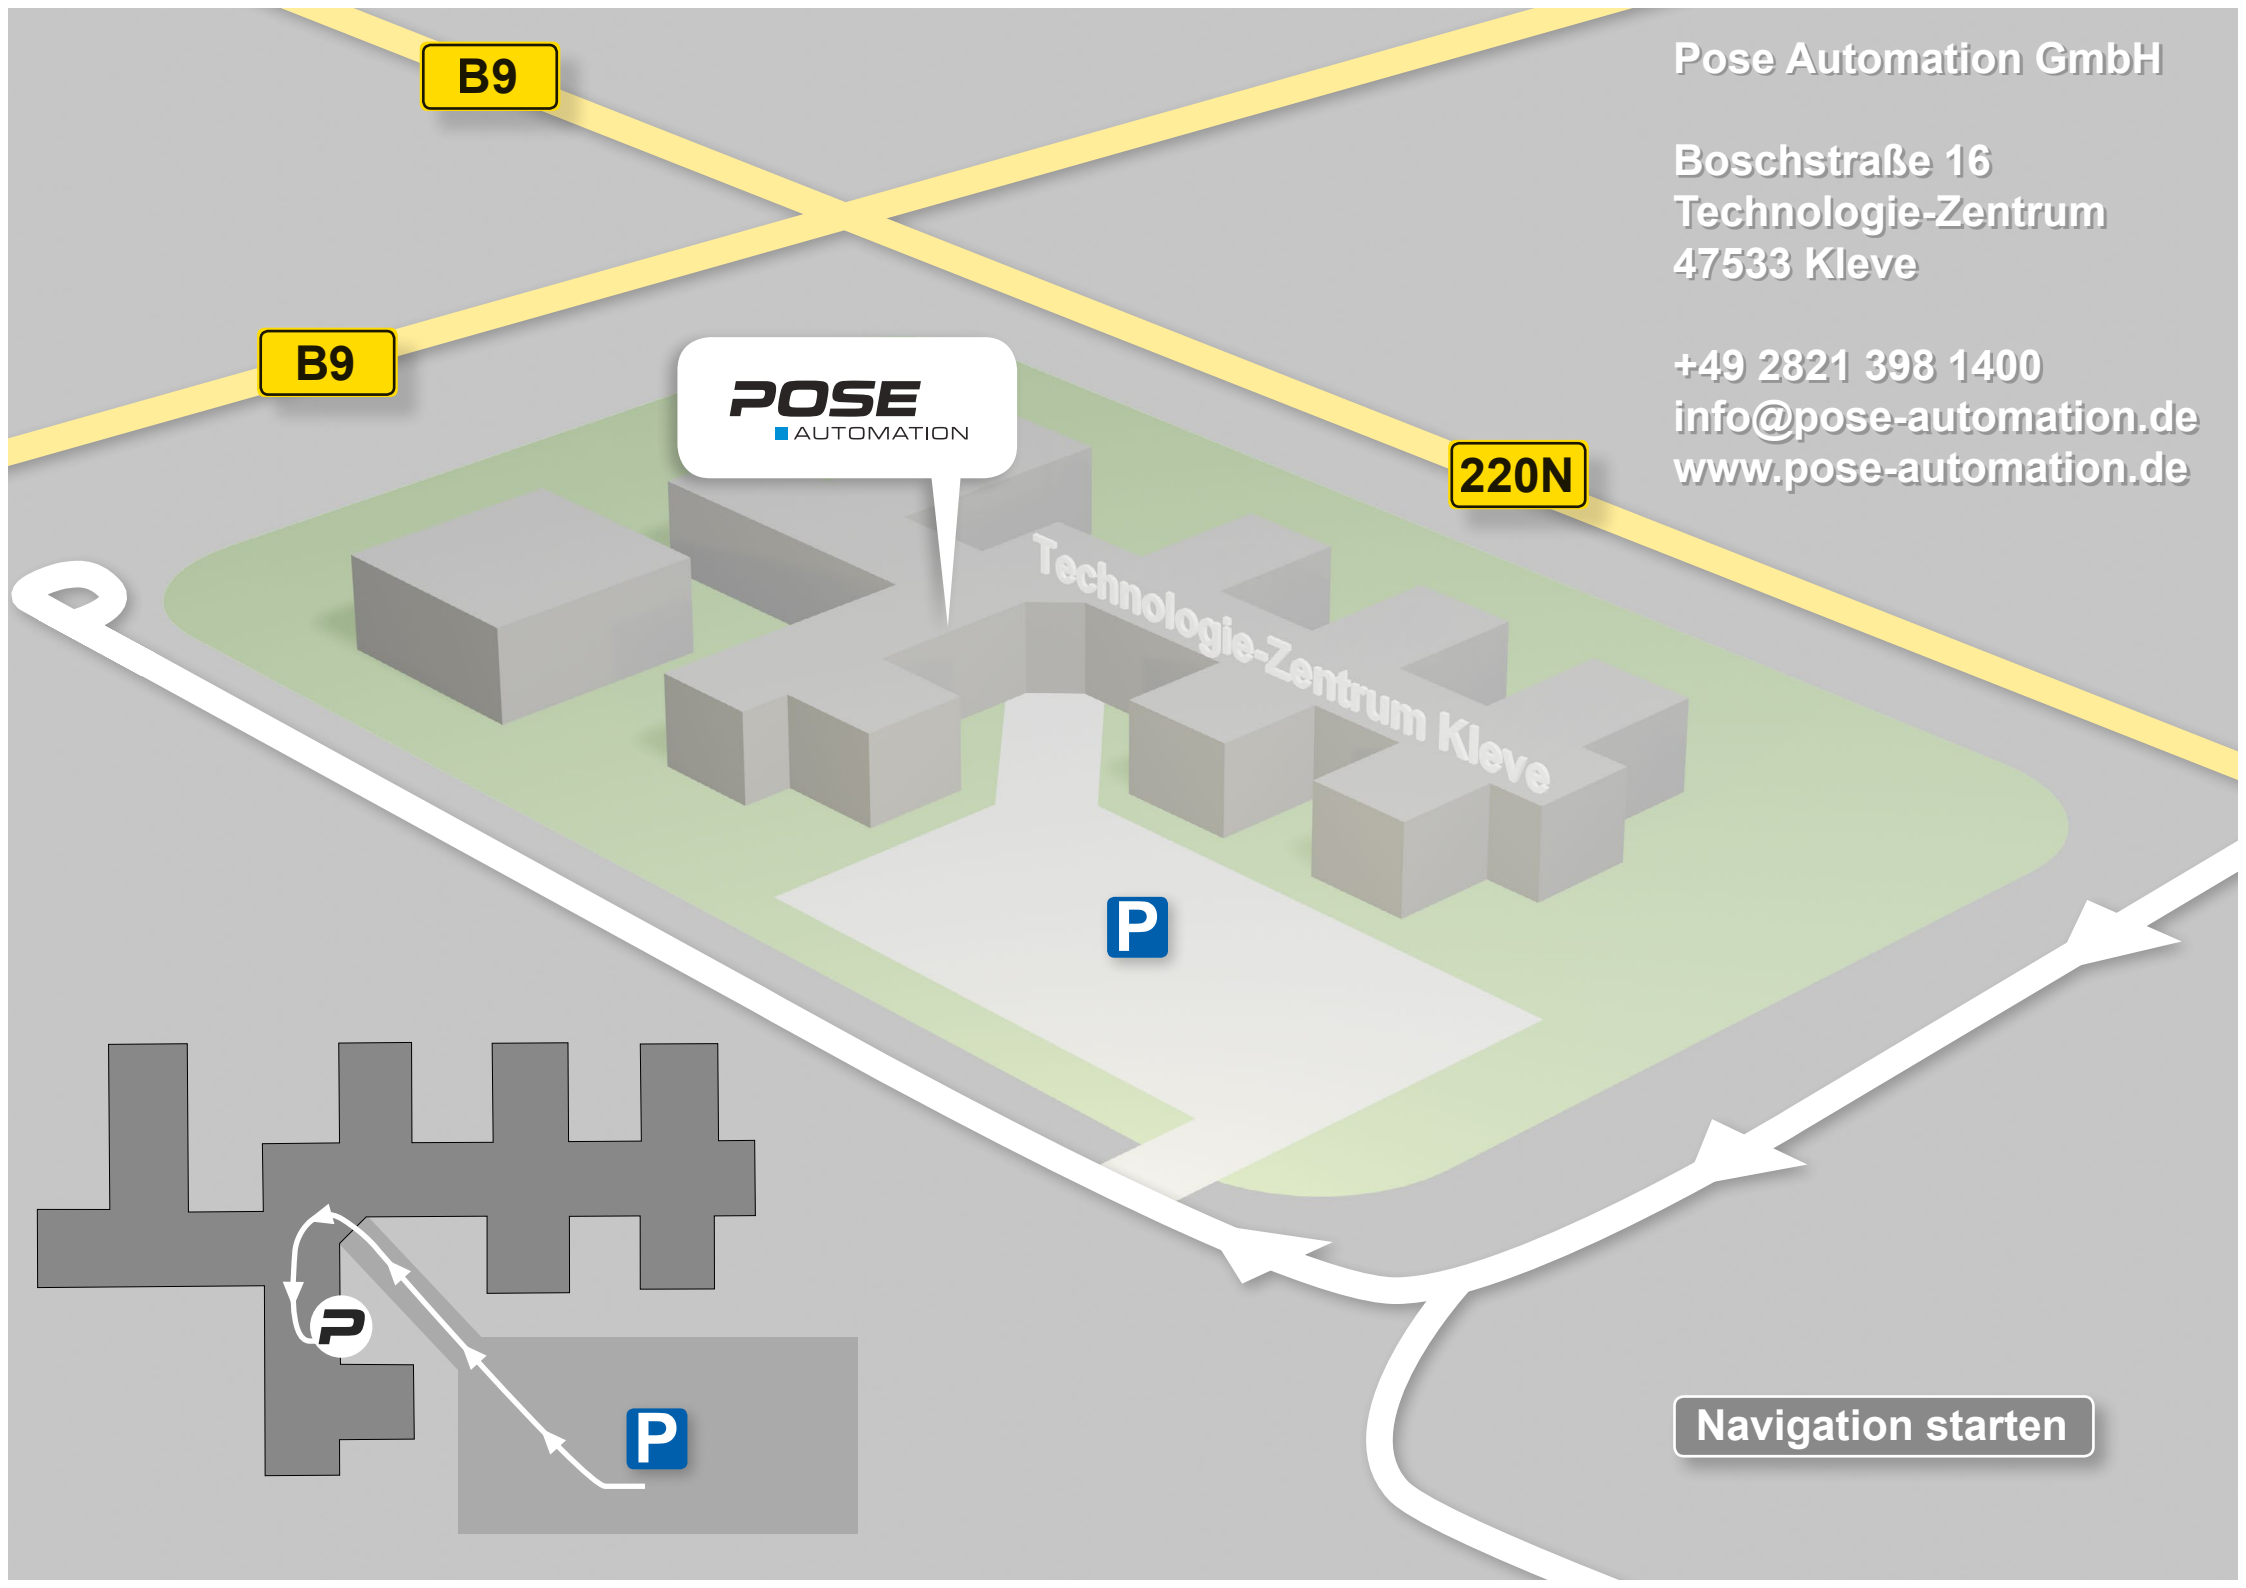 B9
B9
220N
Pose Automation GmbH
Boschstraße 16
Technologie-Zentrum
47533 Kleve
+49 2821 398 1400
info@pose-automation.de
www.pose-automation.de
POSE
AUTOMATION
Technologie-Zentrum Kleve
P
P
P
Navigation starten